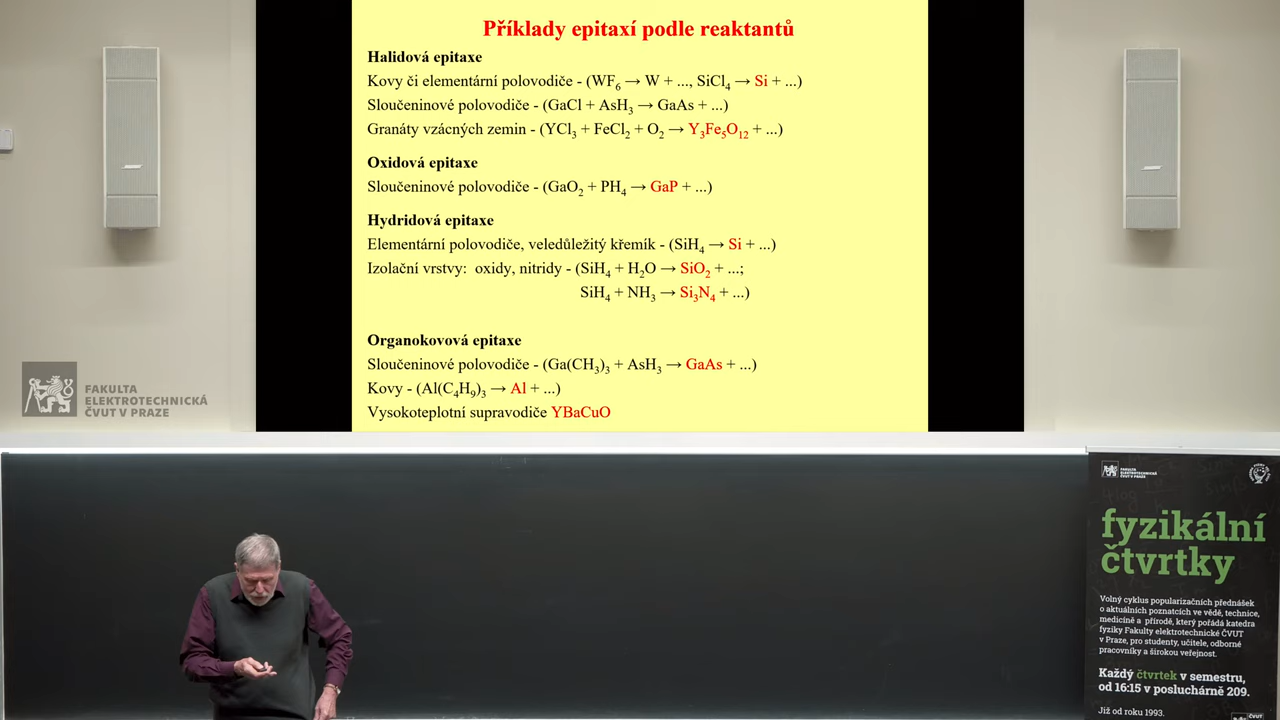 Příklady epitaxí podle reaktantů
Halidová epitaxe
Kovy či elementární polovodiče - (WF₆ → W + ..., SiCl₄ → Si + ...)
Sloučeninové polovodiče - (GaCl + AsH₃ → GaAs + ...)
Granáty vzácných zemin - (YCl₃ + FeCl₂ + O₂ → Y₃Fe₅O₁₂ + ...)
Oxidová epitaxe
Sloučeninové polovodiče - (GaO₂ + PH₄ → GaP + ...)
Hydridová epitaxe
Elementární polovodiče, veledůležitý křemík - (SiH₄ → Si + ...)
Izolační vrstvy: oxidy, nitridy - (SiH₄ + H₂O → SiO₂ + ...;
SiH₄ + NH₃ → Si₃N₄ + ...)
Organokovová epitaxe
Sloučeninové polovodiče - (Ga(CH₃)₃ + AsH₃ → GaAs + ...)
Kovy - (Al(C₄H₉)₃ → Al + ...)
Vysokoteplotní supravodiče YBaCuO
FAKULTA
ELEKTROTECHNICKÁ
ČVUT V PRAZE
FAKULTA
ELEKTROTECHNICKÁ
ČVUT V PRAZE
fyzikální
čtvrtky
Volný cyklus popularizačních přednášek
o aktuálních poznatcích ve vědě, technice,
medicíně a přírodě, který pořádá katedra
fyziky Fakulty elektrotechnické ČVUT
v Praze, pro studenty, učitele, odborné
pracovníky a širokou veřejnost.
Každý čtvrtek v semestru,
od 16:15 v posluchárně 209.
Již od roku 1993.
ČVUT